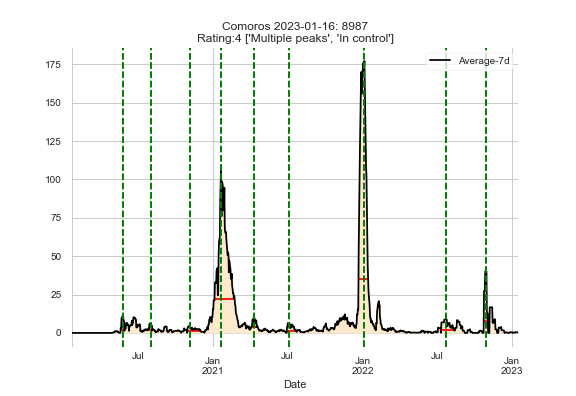 Comoros 2023-01-16: 8987
Rating:4 ['Multiple peaks', 'In control']
Average-7d
175
150
125
100
75
50
25
0
Jul
Jan
2021
Jul
Jan
2022
Jul
Jan
2023
Date